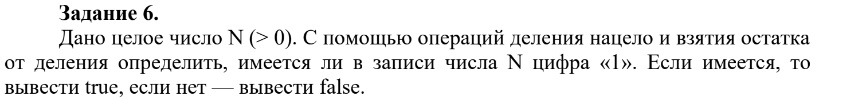 Задание 6.
Дано целое число N (> 0). С помощью операций деления нацело и взятия остатка
от деления определить, имеется ли в записи числа N цифра «1». Если имеется, то
вывести true, если нет — вывести false.